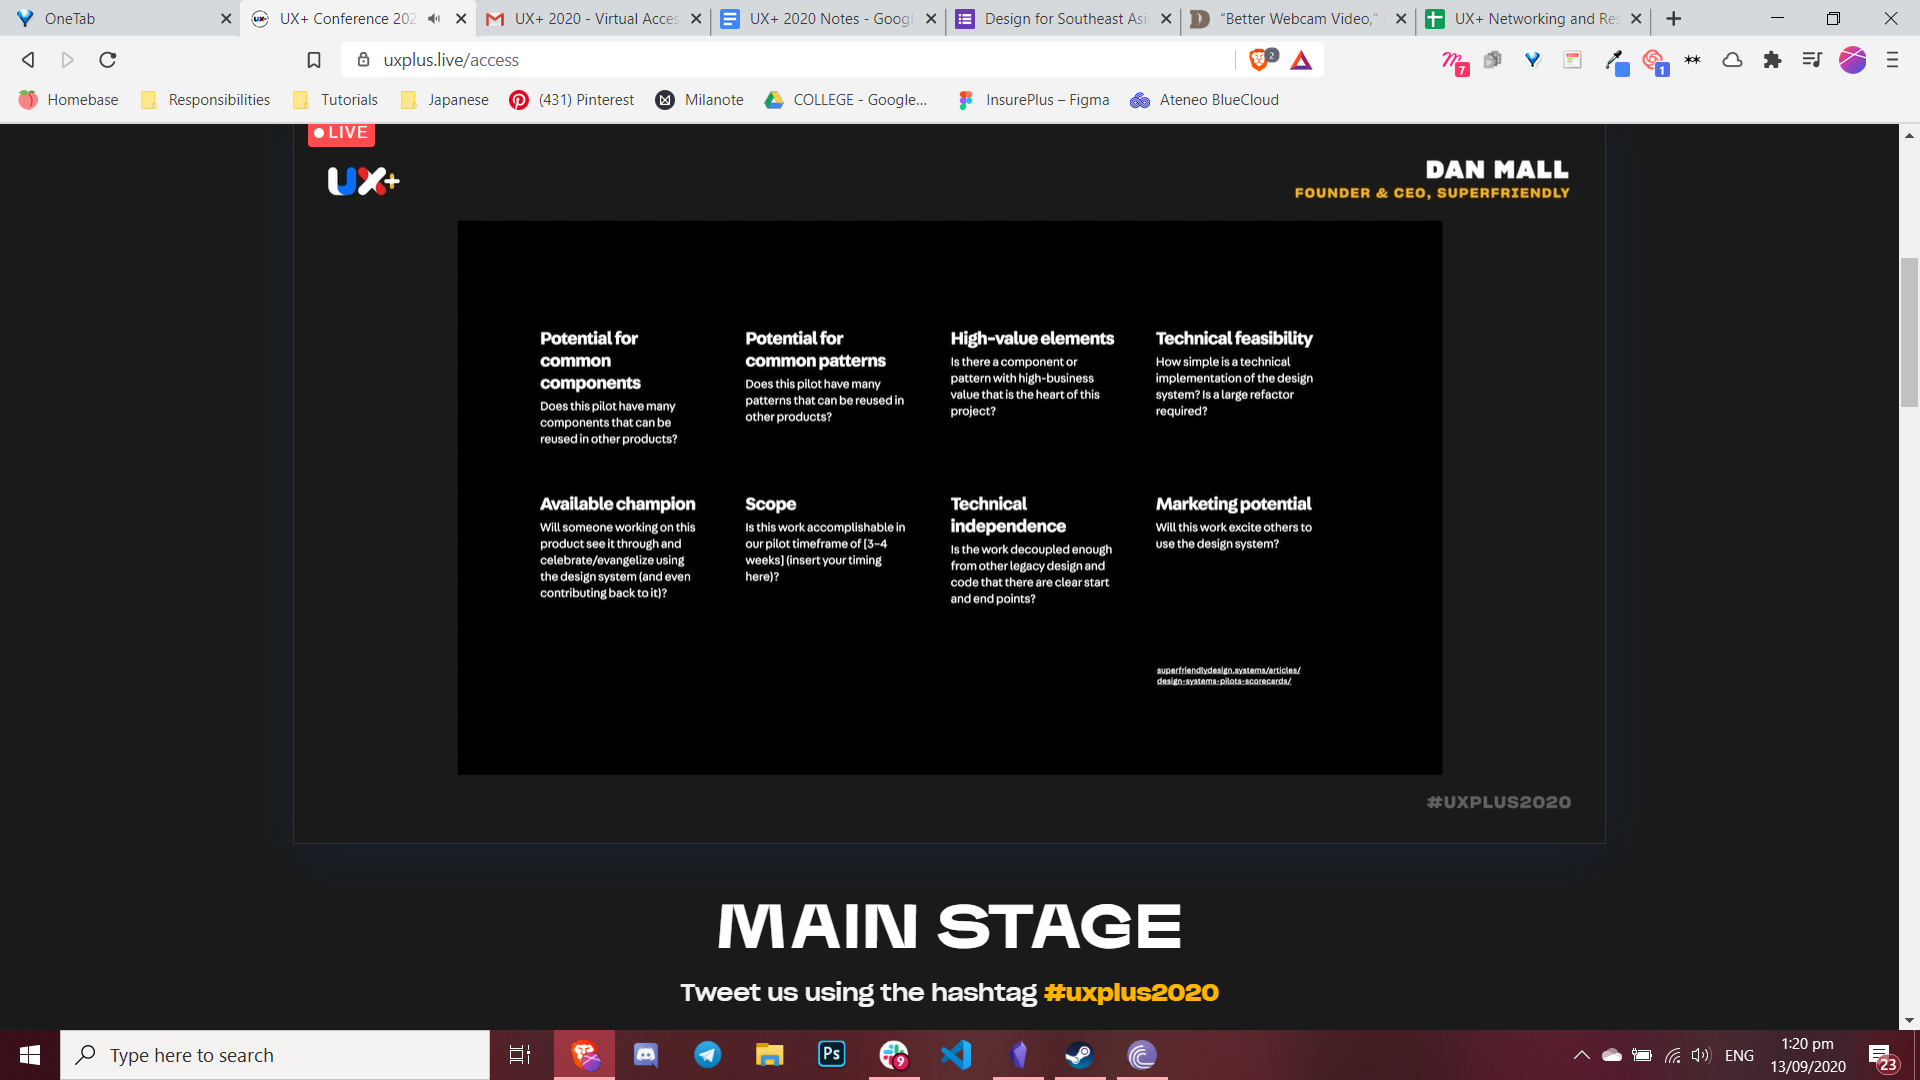 OneTab
UX+ Conference 202
UX+ 2020 - Virtual Acces
UX+ 2020 Notes - Googl
Design for Southeast Asi
“Better Webcam Video,”
UX+ Networking and Res
uxplus.live/access
2
7
1
Homebase
Responsibilities
Tutorials
Japanese
(431) Pinterest
Milanote
COLLEGE - Google...
InsurePlus – Figma
Ateneo BlueCloud
LIVE
UX+
DAN MALL
FOUNDER & CEO, SUPERFRIENDLY
Potential for
common
components
Does this pilot have many
components that can be
reused in other products?
Potential for
common patterns
Does this pilot have many
patterns that can be reused in
other products?
High-value elements
Is there a component or
pattern with high-business
value that is the heart of this
project?
Technical feasibility
How simple is a technical
implementation of the design
system? Is a large refactor
required?
Available champion
Will someone working on this
product see it through and
celebrate/evangelize using
the design system (and even
contributing back to it)?
Scope
Is this work accomplishable in
our pilot timeframe of [3–4
weeks] (insert your timing
here)?
Technical
independence
Is the work decoupled enough
from other legacy design and
code that there are clear start
and end points?
Marketing potential
Will this work excite others to
use the design system?
superfriendlydesign.systems/articles/
design-systems-pilots-scorecards/
#UXPLUS2020
MAIN STAGE
Tweet us using the hashtag #uxplus2020
Type here to search
Ps
9
ENG
1:20 pm
13/09/2020
23